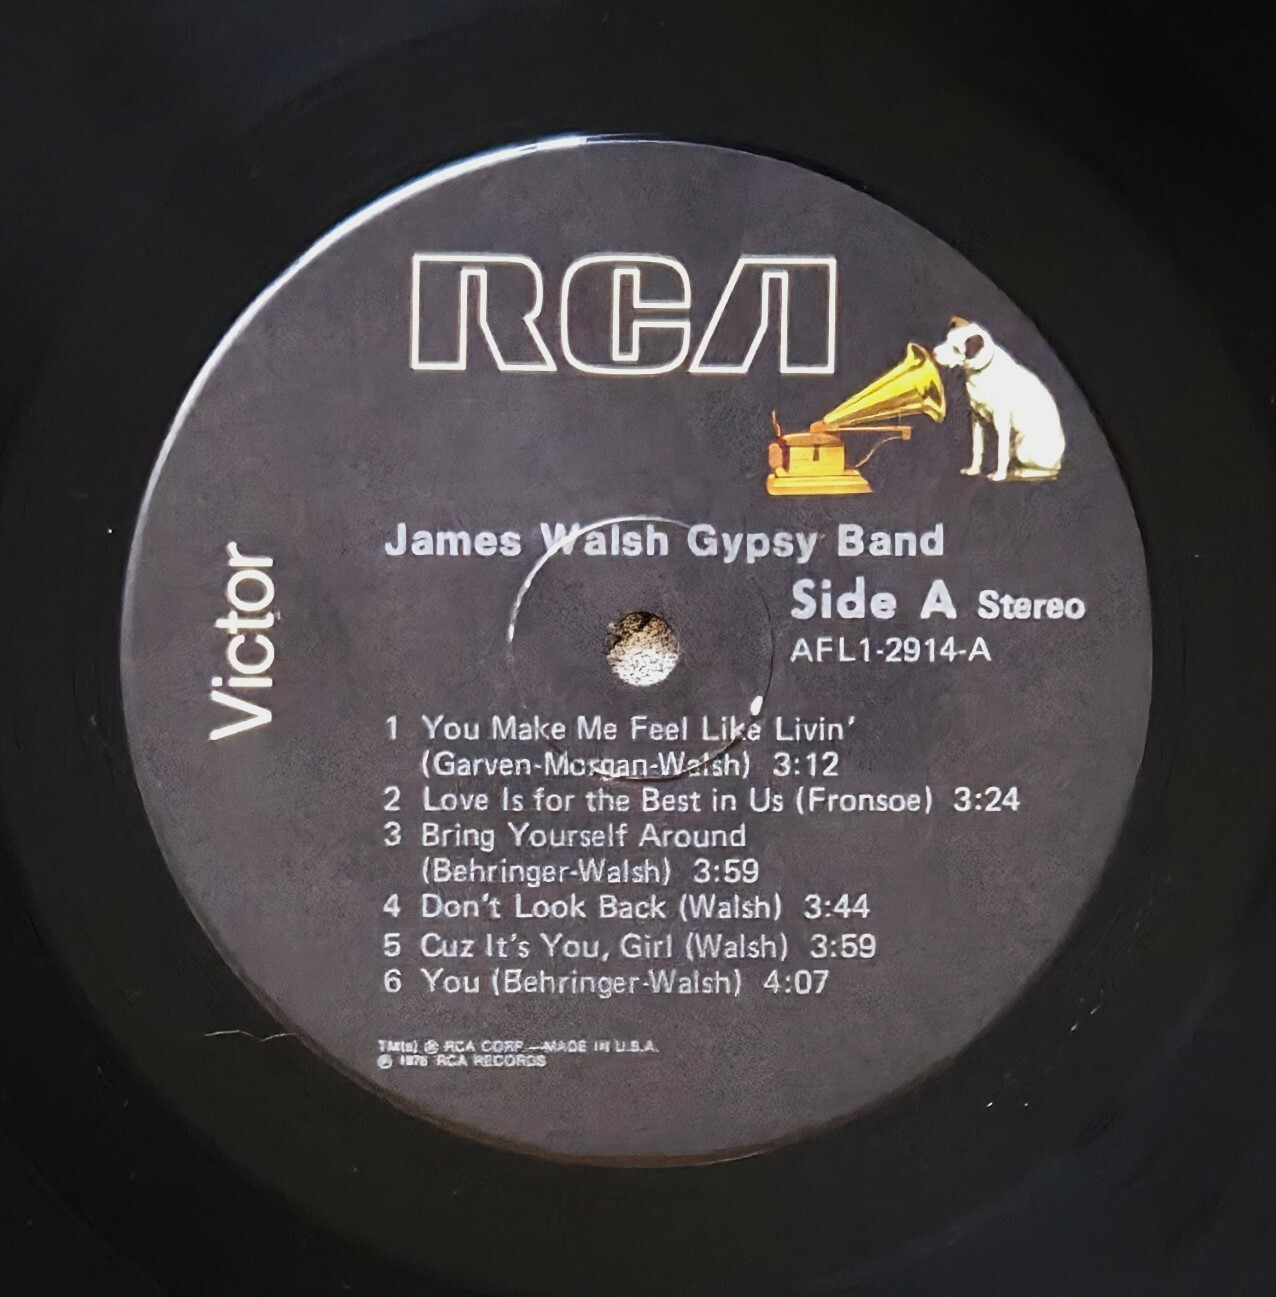 RCA
Victor
James Walsh Gypsy Band
Side A Stereo
AFL1-2914-A
1 You Make Me Feel Like Livin'
(Garven-Morgan-Walsh) 3:12
2 Love Is for the Best in Us (Fronsoe) 3:24
3 Bring Yourself Around
(Behringer-Walsh) 3:59
4 Don't Look Back (Walsh) 3:44
5 Cuz It's You, Girl (Walsh) 3:59
6 You (Behringer-Walsh) 4:07
TM(s) ® RCA CORP.—MADE IN U.S.A.
℗ 1978 RCA RECORDS